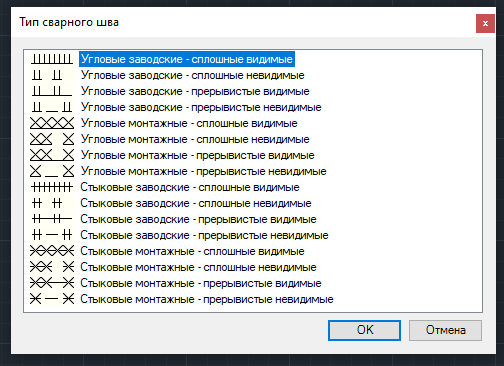 Тип сварного шва
Угловые заводские - сплошные видимые
Угловые заводские - сплошные невидимые
Угловые заводские - прерывистые видимые
Угловые заводские - прерывистые невидимые
Угловые монтажные - сплошные видимые
Угловые монтажные - сплошные невидимые
Угловые монтажные - прерывистые видимые
Угловые монтажные - прерывистые невидимые
Стыковые заводские - сплошные видимые
Стыковые заводские - сплошные невидимые
Стыковые заводские - прерывистые видимые
Стыковые заводские - прерывистые невидимые
Стыковые монтажные - сплошные видимые
Стыковые монтажные - сплошные невидимые
Стыковые монтажные - прерывистые видимые
Стыковые монтажные - прерывистые невидимые
OK Отмена